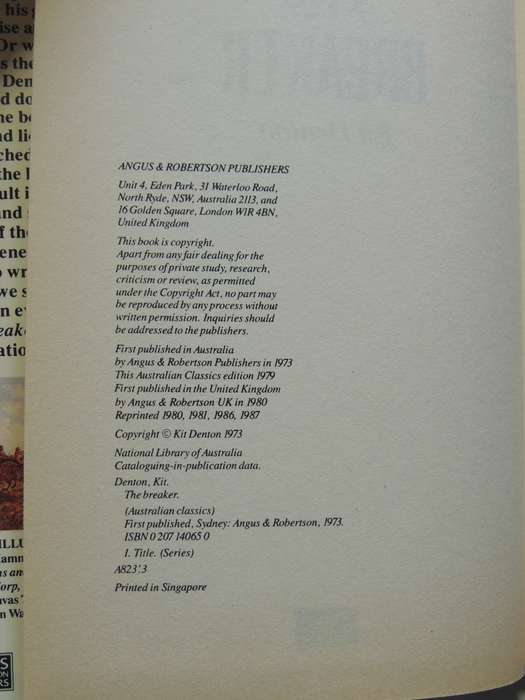 ANGUS & ROBERTSON PUBLISHERS
Unit 4, Eden Park, 31 Waterloo Road,
North Ryde, NSW, Australia 2113, and
16 Golden Square, London W1R 4BN,
United Kingdom
This book is copyright.
Apart from any fair dealing for the
purposes of private study, research,
criticism or review, as permitted
under the Copyright Act, no part may
be reproduced by any process without
written permission. Inquiries should
be addressed to the publishers.
First published in Australia
by Angus & Robertson Publishers in 1973
This Australian Classics edition 1979
First published in the United Kingdom
by Angus & Robertson UK in 1980
Reprinted 1980, 1981, 1986, 1987
Copyright © Kit Denton 1973
National Library of Australia
Cataloguing-in-publication data.
Denton, Kit.
The breaker.
(Australian classics)
First published, Sydney: Angus & Robertson, 1973.
ISBN 0 207 14065 0
1. Title. (Series)
A823'.3
Printed in Singapore